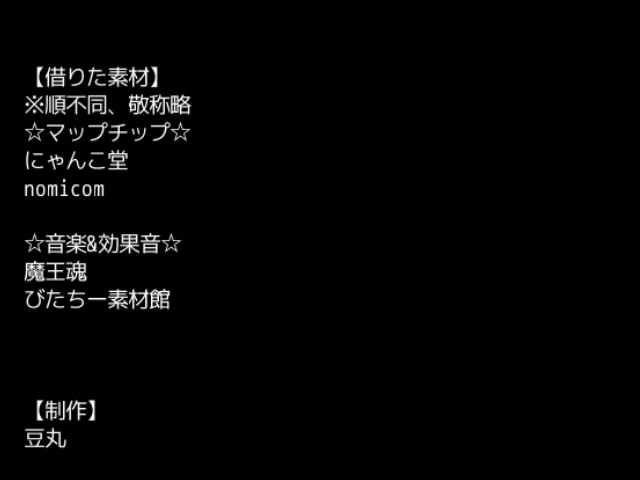 【借りた素材】
※順不同、敬称略
☆マップチップ☆
にゃんこ堂
nomicom
☆音楽&効果音☆
魔王魂
びたちー素材館
【制作】
豆丸